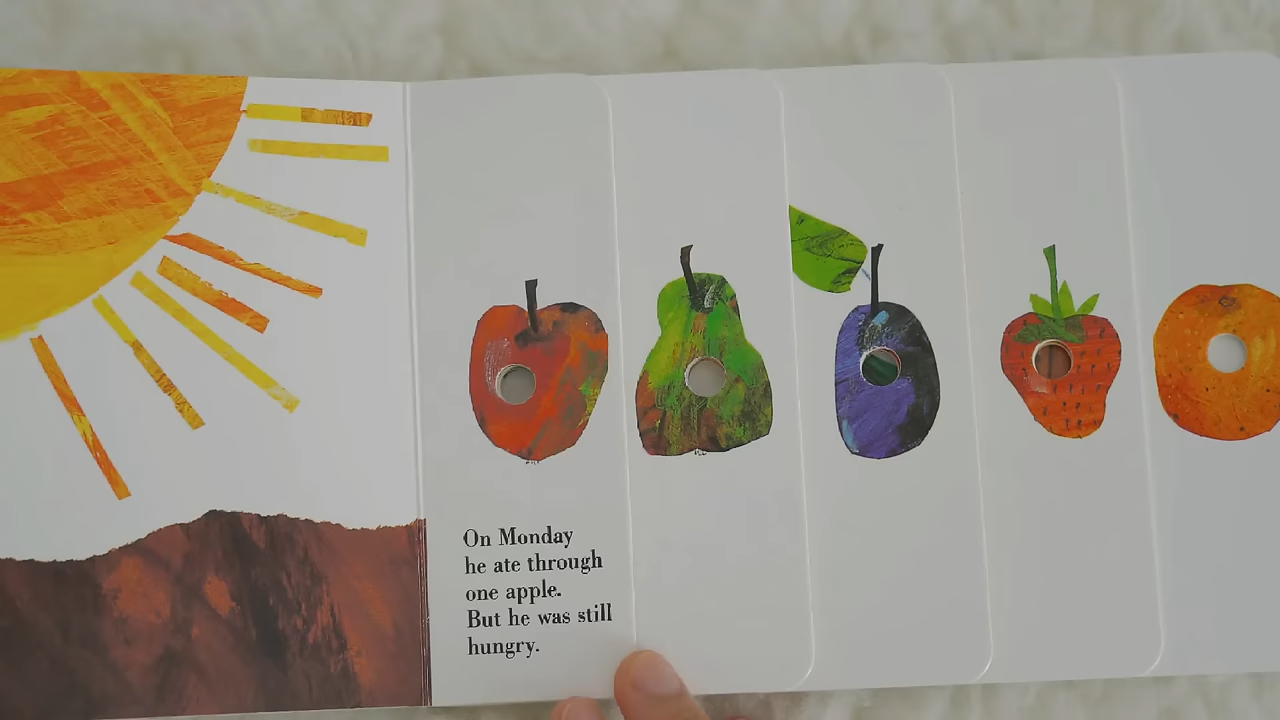 On Monday
he ate through
one apple.
But he was still
hungry.